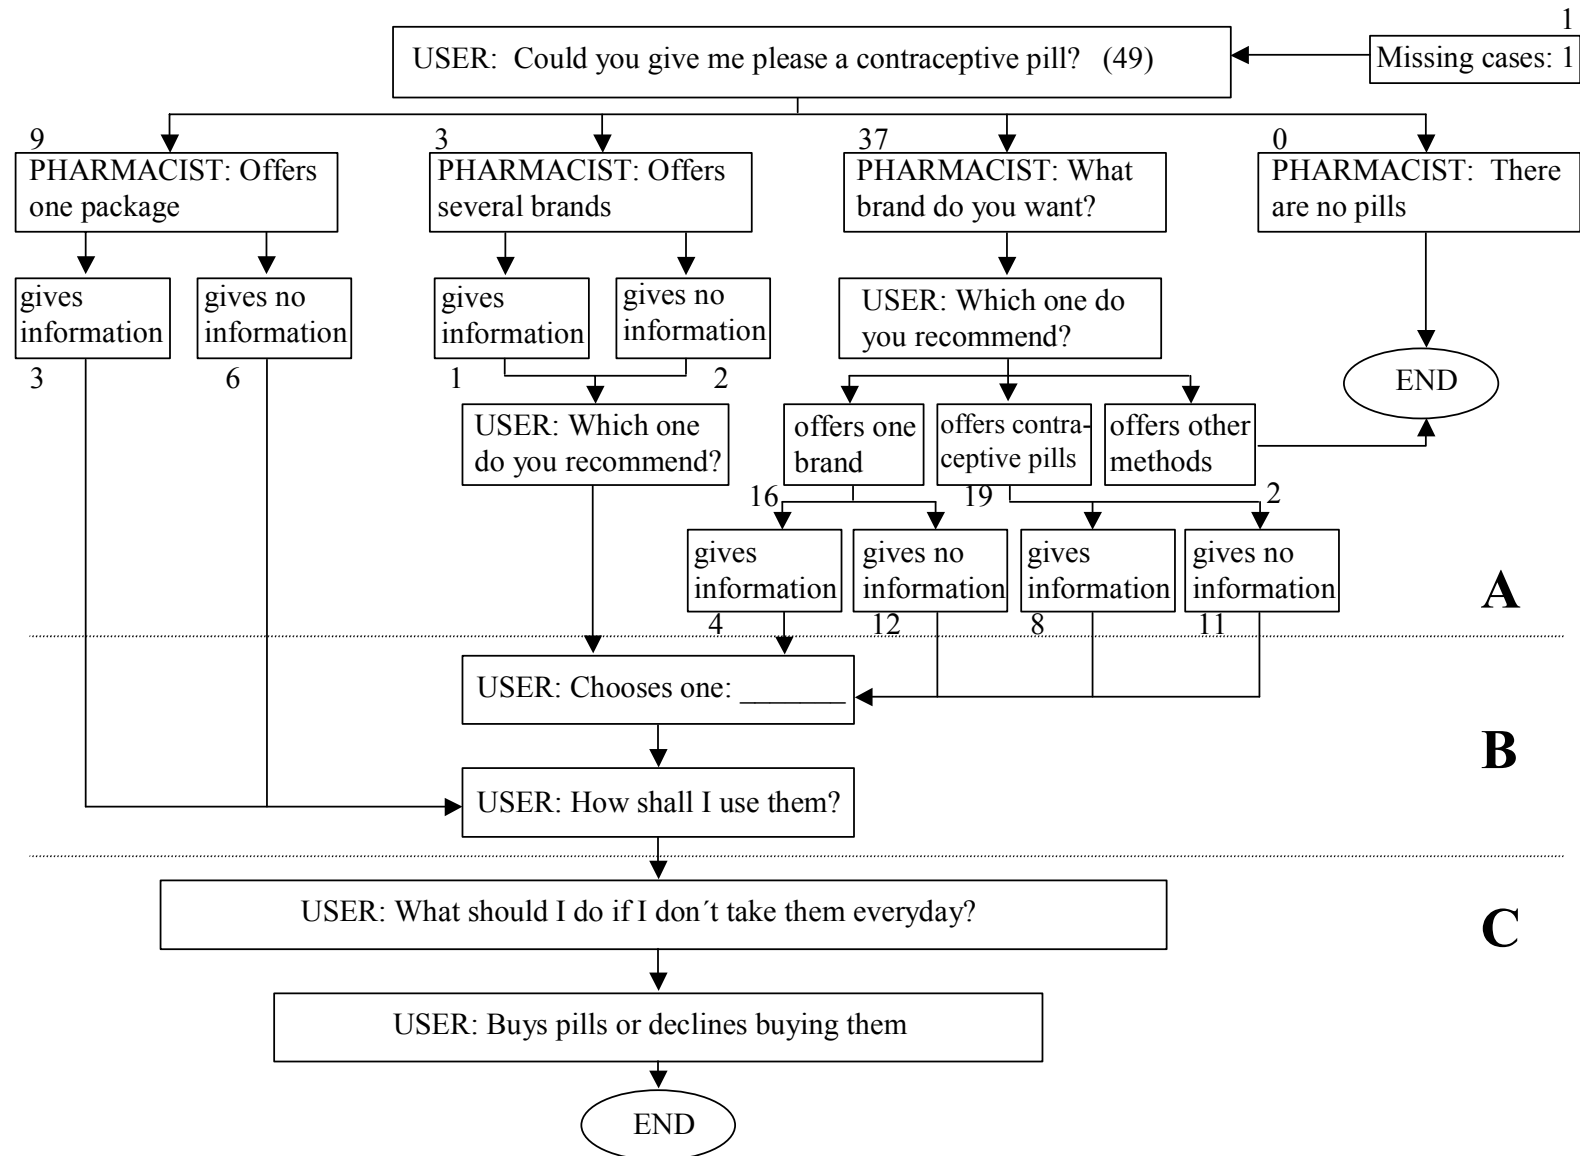 1
USER: Could you give me please a contraceptive pill? (49)
Missing cases: 1
9
3
37
0
PHARMACIST: Offers
one package
PHARMACIST: Offers
several brands
PHARMACIST: What
brand do you want?
PHARMACIST: There
are no pills
gives
information
gives no
information
gives
information
gives no
information
USER: Which one do
you recommend?
3
6
1
2
END
USER: Which one
do you recommend?
offers one
brand
offers contra-
ceptive pills
offers other
methods
16
19
2
gives
information
gives no
information
gives
information
gives no
information
A
4
12
8
11
USER: Chooses one: _______
B
USER: How shall I use them?
USER: What should I do if I don´t take them everyday?
C
USER: Buys pills or declines buying them
END